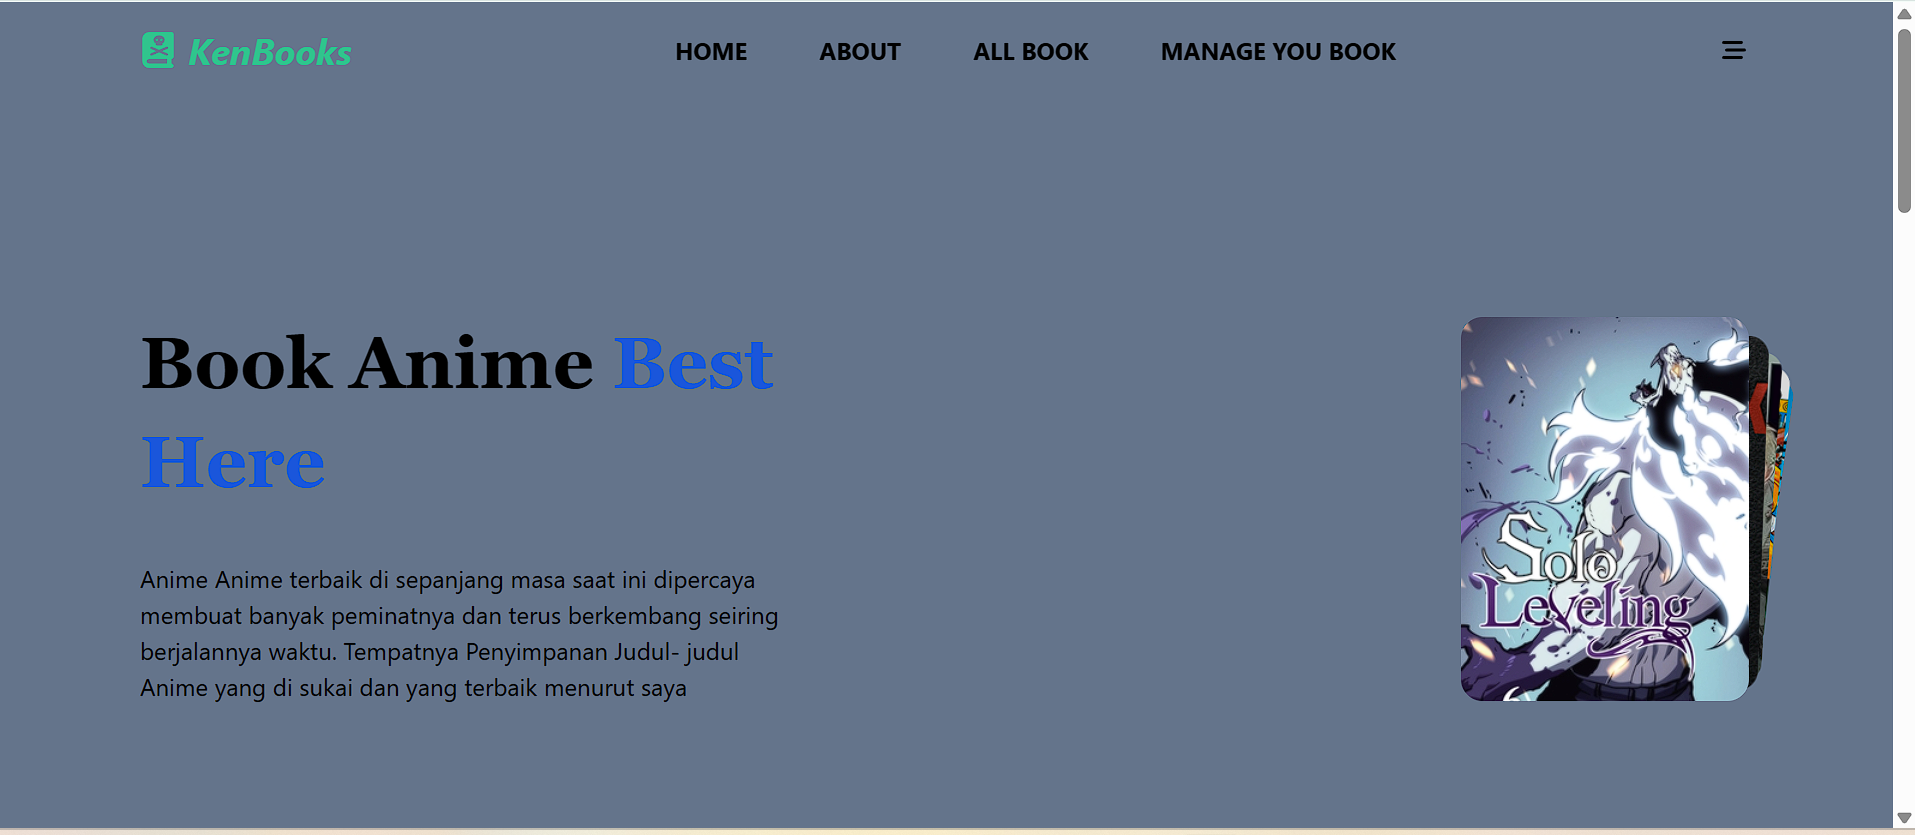 KenBooks
HOME
ABOUT
ALL BOOK
MANAGE YOU BOOK
Book Anime Best
Here
Anime Anime terbaik di sepanjang masa saat ini dipercaya
membuat banyak peminatnya dan terus berkembang seiring
berjalannya waktu. Tempatnya Penyimpanan Judul- judul
Anime yang di sukai dan yang terbaik menurut saya
Solo
Leveling